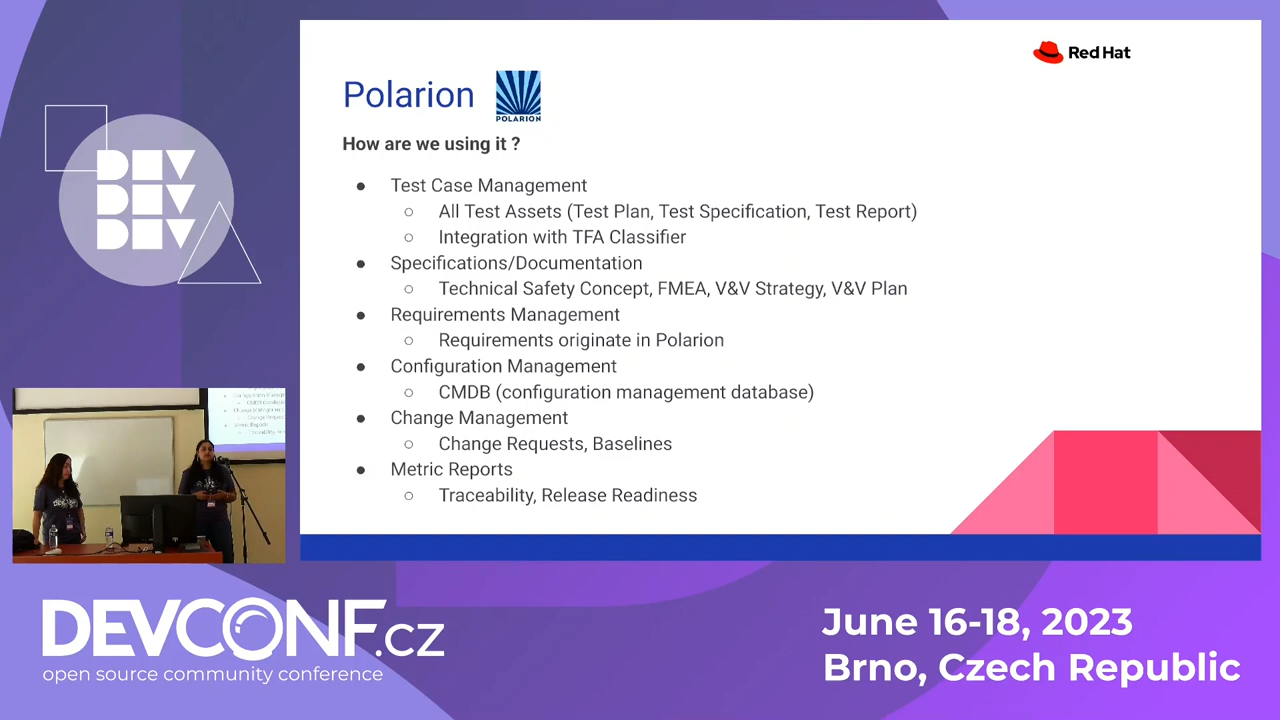 Red Hat
Polarion
POLARION
How are we using it ?
● Test Case Management
○ All Test Assets (Test Plan, Test Specification, Test Report)
○ Integration with TFA Classifier
● Specifications/Documentation
○ Technical Safety Concept, FMEA, V&V Strategy, V&V Plan
● Requirements Management
○ Requirements originate in Polarion
● Configuration Management
○ CMDB (configuration management database)
● Change Management
○ Change Requests, Baselines
● Metric Reports
○ Traceability, Release Readiness
DEV
DEV
DEV
DEVCONF.cz
open source community conference
June 16-18, 2023
Brno, Czech Republic